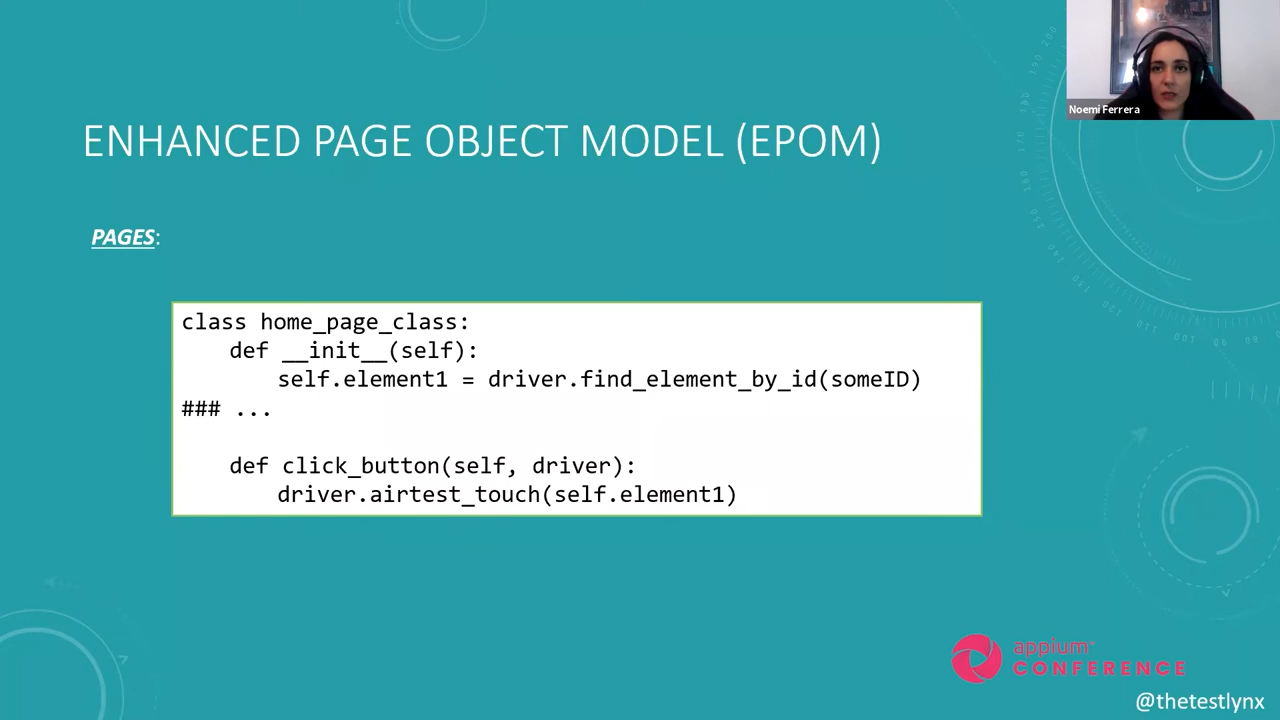 Noemi Ferrera
ENHANCED PAGE OBJECT MODEL (EPOM)
PAGES:
class home_page_class:
def __init__(self):
self.element1 = driver.find_element_by_id(someID)
### ...
def click_button(self, driver):
driver.airtest_touch(self.element1)
appium
CONFERENCE
@thetestlynx